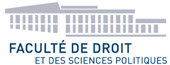 FACULTÉ DE DROIT
ET DES SCIENCES POLITIQUES